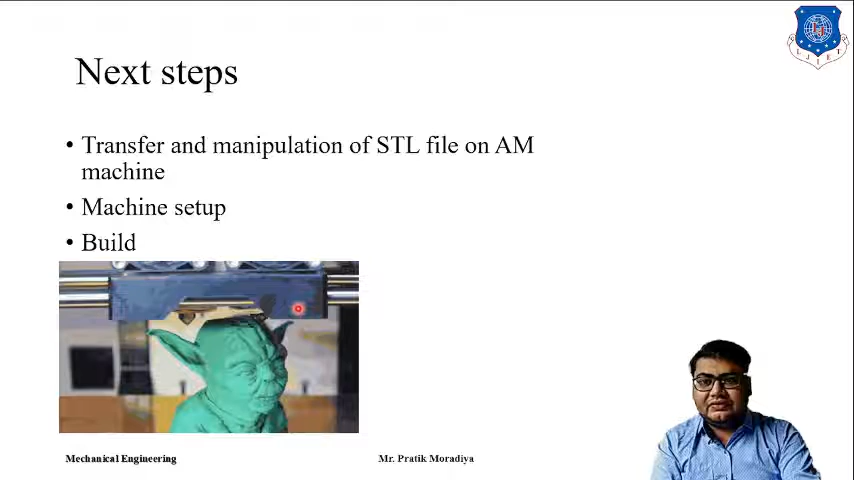 LJIET
Next steps
• Transfer and manipulation of STL file on AM
machine
• Machine setup
• Build
Mechanical Engineering
Mr. Pratik Moradiya